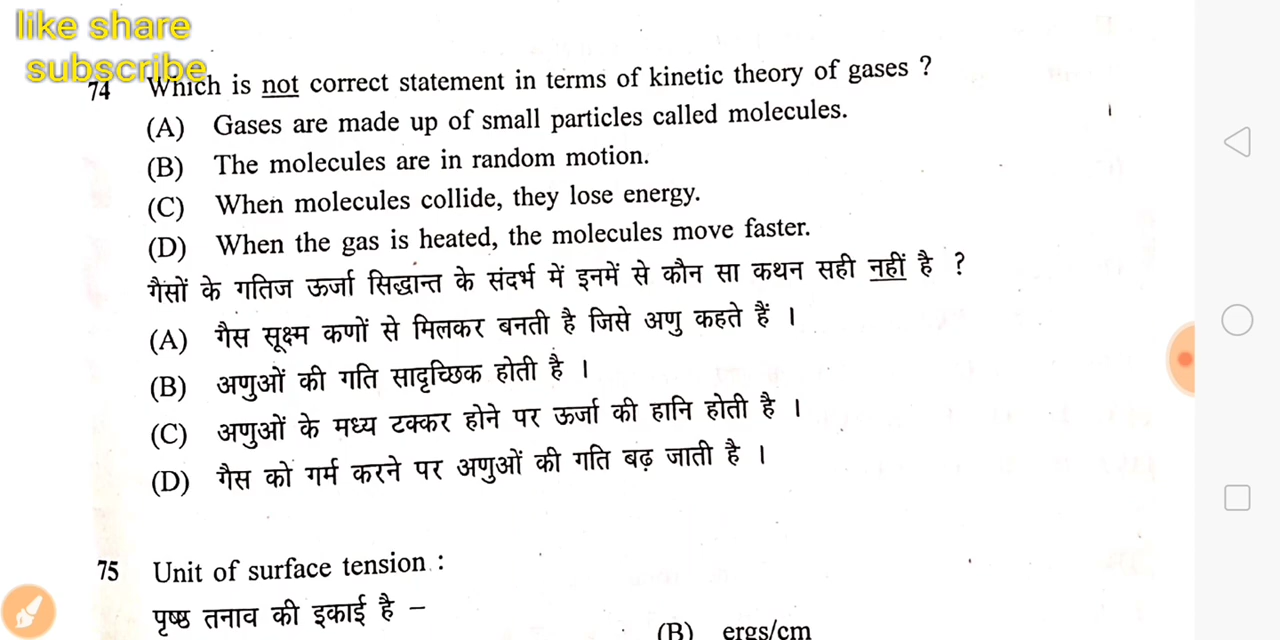 like share
subscribe
74 Which is not correct statement in terms of kinetic theory of gases ?
(A) Gases are made up of small particles called molecules.
(B) The molecules are in random motion.
(C) When molecules collide, they lose energy.
(D) When the gas is heated, the molecules move faster.
गैसों के गतिज ऊर्जा सिद्धान्त के संदर्भ में इनमें से कौन सा कथन सही नहीं है ?
(A) गैस सूक्ष्म कणों से मिलकर बनती है जिसे अणु कहते हैं ।
(B) अणुओं की गति सादृच्छिक होती है ।
(C) अणुओं के मध्य टक्कर होने पर ऊर्जा की हानि होती है ।
(D) गैस को गर्म करने पर अणुओं की गति बढ़ जाती है ।
75 Unit of surface tension :
पृष्ठ तनाव की इकाई है –
(B) ergs/cm